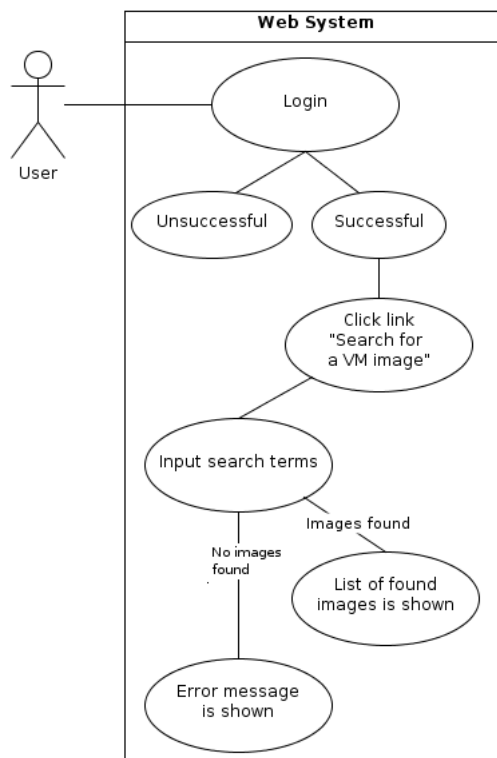 Web System
Login
User
Unsuccessful
Successful
Click link
"Search for
a VM image"
Input search terms
Images found
No images
found
List of found
images is shown
Error message
is shown